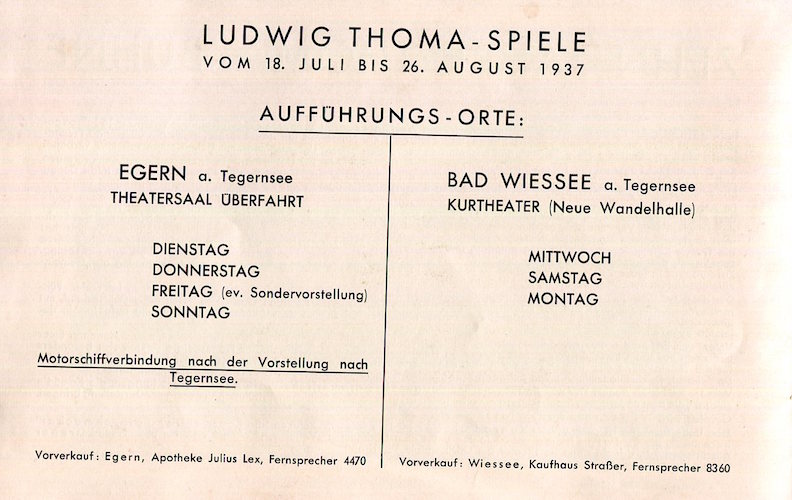 LUDWIG THOMA-SPIELE
VOM 18. JULI BIS 26. AUGUST 1937
AUFFÜHRUNGS-ORTE:
EGERN a. Tegernsee
THEATERSAAL ÜBERFAHRT
DIENSTAG
DONNERSTAG
FREITAG (ev. Sondervorstellung)
SONNTAG
Motorschiffverbindung nach der Vorstellung nach
Tegernsee.
Vorverkauf: Egern, Apotheke Julius Lex, Fernsprecher 4470
BAD WIESSEE a. Tegernsee
KURTHEATER (Neue Wandelhalle)
MITTWOCH
SAMSTAG
MONTAG
Vorverkauf: Wiessee, Kaufhaus Straßer, Fernsprecher 8360